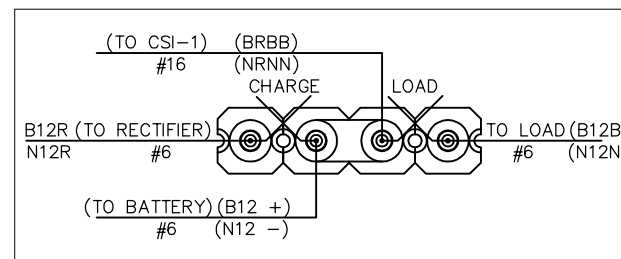 (TO CSI-1) (BRBB)
#16 (NRNN)
CHARGE LOAD
B12R (TO RECTIFIER) TO LOAD (B12B
N12R #6 #6 (N12N
(TO BATTERY) (B12 +)
#6 (N12 -)